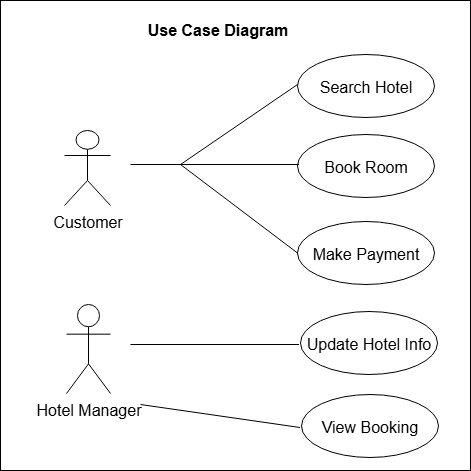 Use Case Diagram
Search Hotel
Book Room
Customer
Make Payment
Update Hotel Info
Hotel Manager
View Booking